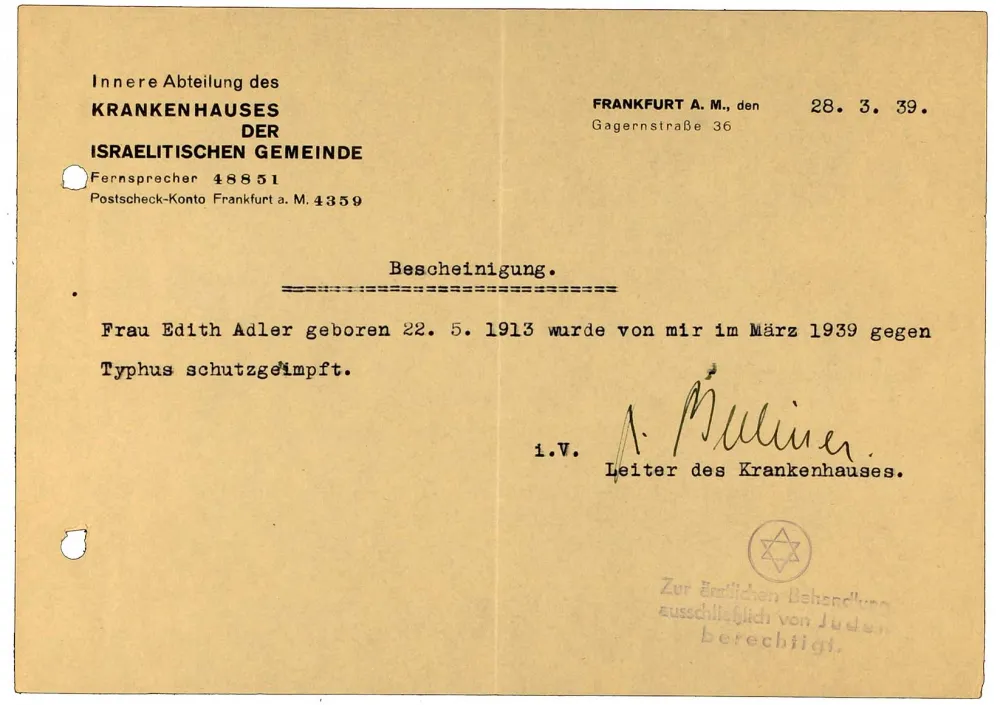 Innere Abteilung des
KRANKENHAUSES
DER
ISRAELITISCHEN GEMEINDE
Fernsprecher 48851
Postscheck-Konto Frankfurt a. M. 4359
FRANKFURT A. M., den 28. 3. 39.
Gagernstraße 36
Bescheinigung.
Frau Edith Adler geboren 22. 5. 1913 wurde von mir im März 1939 gegen
Typhus schutzgeimpft.
i.V.
Leiter des Krankenhauses.
Zur ärztlichen Behandlung
ausschließlich von Juden
berechtigt.